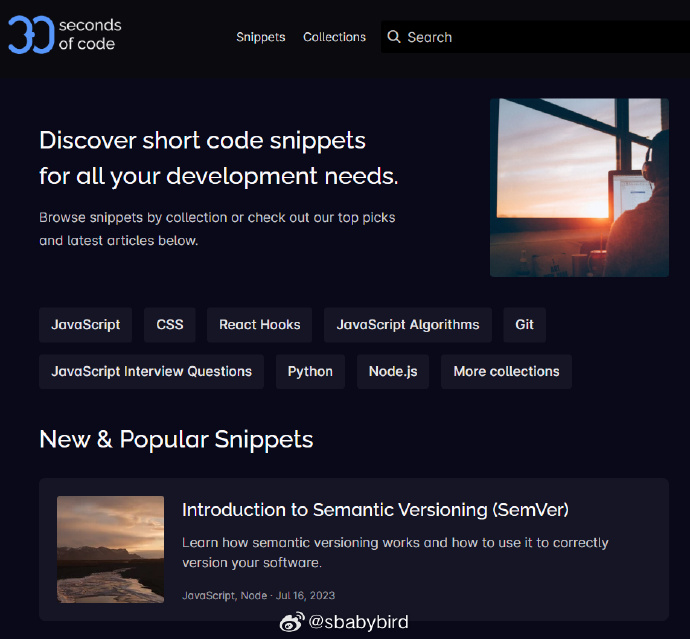 30 seconds
of code
Snippets
Collections
Search
Discover short code snippets
for all your development needs.
Browse snippets by collection or check out our top picks
and latest articles below.
JavaScript
CSS
React Hooks
JavaScript Algorithms
Git
JavaScript Interview Questions
Python
Node.js
More collections
New & Popular Snippets
Introduction to Semantic Versioning (SemVer)
Learn how semantic versioning works and how to use it to correctly
version your software.
JavaScript, Node · Jul 16, 2023
@sbabybird